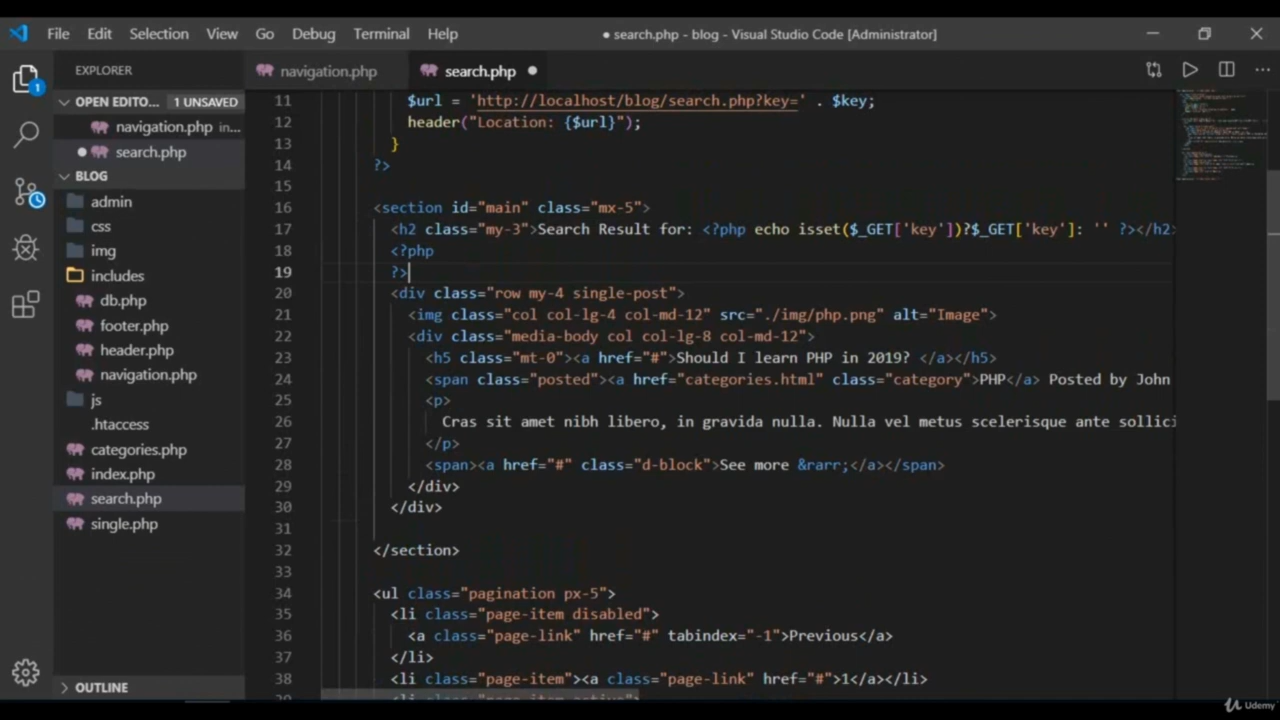 File Edit Selection View Go Debug Terminal Help
● search.php - blog - Visual Studio Code [Administrator]
EXPLORER
navigation.php
search.php ●
OPEN EDITO... 1 UNSAVED
navigation.php in...
● search.php
BLOG
admin
css
img
includes
db.php
footer.php
header.php
navigation.php
js
.htaccess
categories.php
index.php
search.php
single.php
OUTLINE
1
11 $url = 'http://localhost/blog/search.php?key=' . $key;
12 header("Location: {$url}");
13 }
14 ?>
15
16 <section id="main" class="mx-5">
17 <h2 class="my-3">Search Result for: <?php echo isset($_GET['key'])?$_GET['key']: '' ?></h2>
18 <?php
19 ?>
20 <div class="row my-4 single-post">
21 <img class="col col-lg-4 col-md-12" src="./img/php.png" alt="Image">
22 <div class="media-body col col-lg-8 col-md-12">
23 <h5 class="mt-0"><a href="#">Should I learn PHP in 2019? </a></h5>
24 <span class="posted"><a href="categories.html" class="category">PHP</a> Posted by John
25 <p>
26 Cras sit amet nibh libero, in gravida nulla. Nulla vel metus scelerisque ante sollici
27 </p>
28 <span><a href="#" class="d-block">See more &rarr;</a></span>
29 </div>
30 </div>
31
32 </section>
33
34 <ul class="pagination px-5">
35 <li class="page-item disabled">
36 <a class="page-link" href="#" tabindex="-1">Previous</a>
37 </li>
38 <li class="page-item"><a class="page-link" href="#">1</a></li>
Udemy